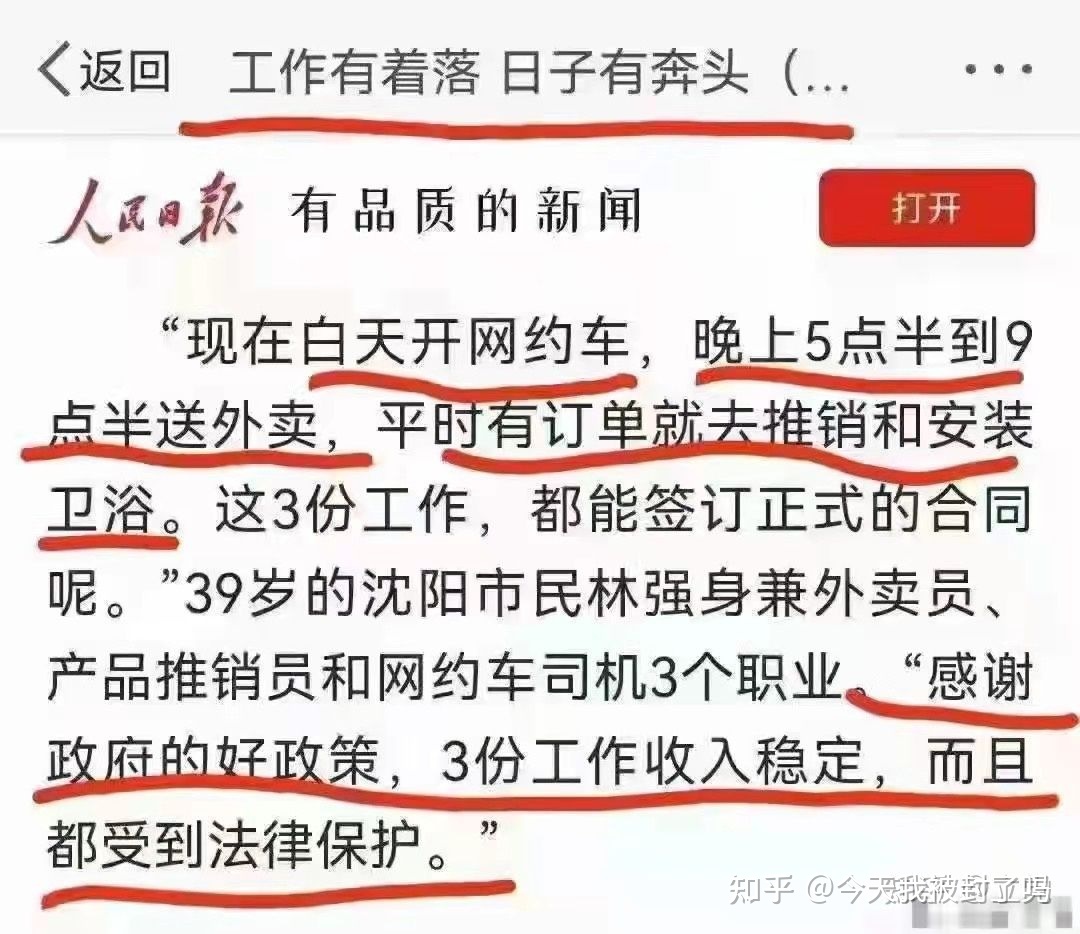 返回 工作有着落 日子有奔头（...
人民日报 有品质的新闻 打开
“现在白天开网约车，晚上5点半到9
点半送外卖，平时有订单就去推销和安装
卫浴。这3份工作，都能签订正式的合同
呢。”39岁的沈阳市民林强身兼外卖员、
产品推销员和网约车司机3个职业。“感谢
政府的好政策，3份工作收入稳定，而且
都受到法律保护。”
知乎 @今天我被封了吗